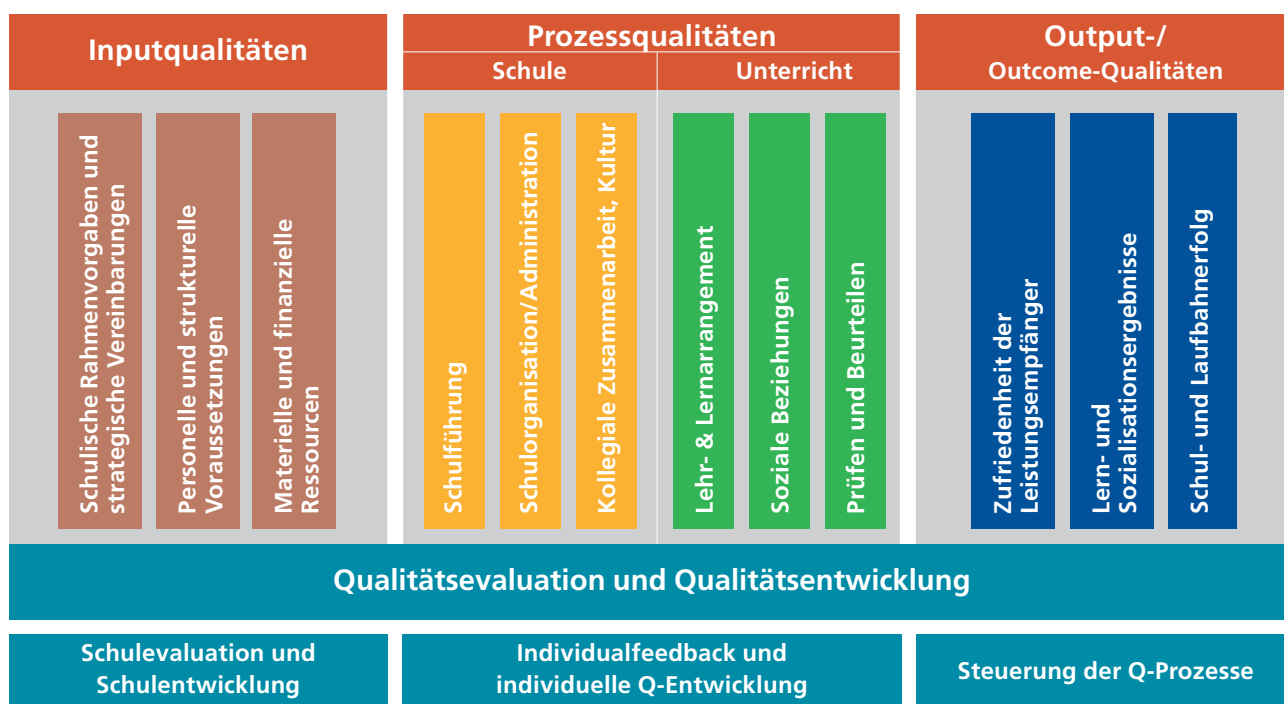 Inputqualitäten
Prozessqualitäten
Schule
Unterricht
Output-/
Outcome-Qualitäten
Schulische Rahmenvorgaben und
strategische Vereinbarungen
Personelle und strukturelle
Voraussetzungen
Materielle und finanzielle
Ressourcen
Schulführung
Schulorganisation/Administration
Kollegiale Zusammenarbeit, Kultur
Lehr- & Lernarrangement
Soziale Beziehungen
Prüfen und Beurteilen
Zufriedenheit der
Leistungsempfänger
Lern- und
Sozialisationsergebnisse
Schul- und Laufbahnerfolg
Qualitätsevaluation und Qualitätsentwicklung
Schulevaluation und
Schulentwicklung
Individualfeedback und
individuelle Q-Entwicklung
Steuerung der Q-Prozesse